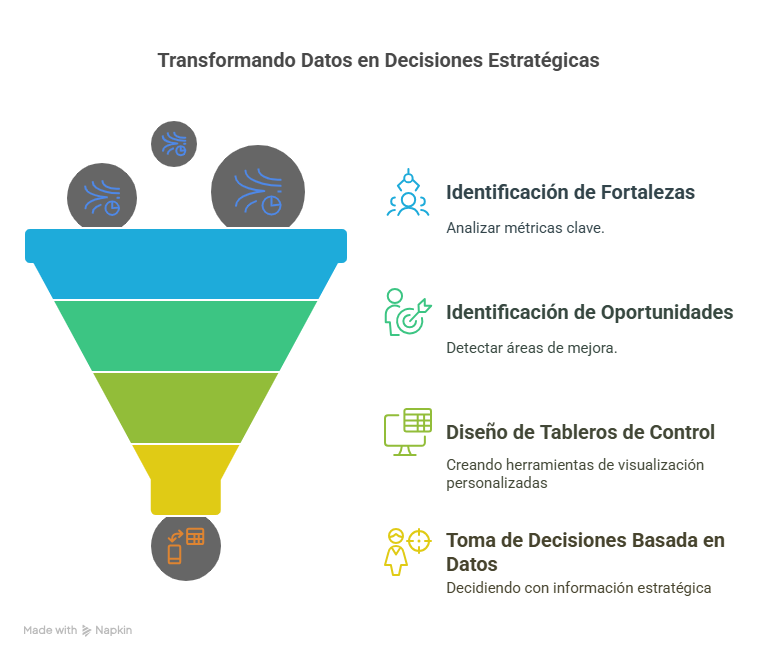 Transformando Datos en Decisiones Estratégicas
Identificación de Fortalezas
Analizar métricas clave.
Identificación de Oportunidades
Detectar áreas de mejora.
Diseño de Tableros de Control
Creando herramientas de visualización
personalizadas
Toma de Decisiones Basada en
Datos
Decidiendo con información estratégica
Made with Napkin